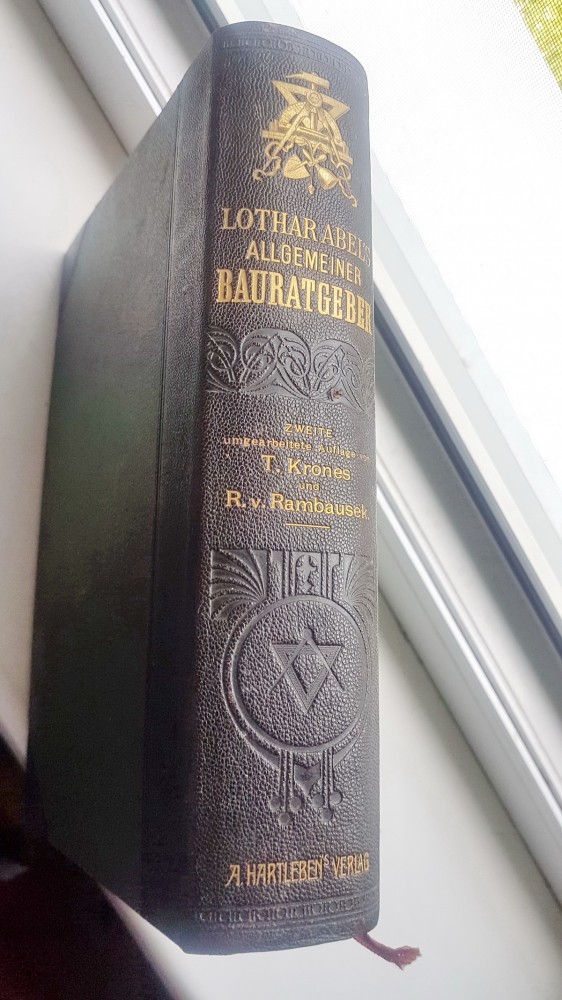 LOTHAR ABEL'S
ALLGEMEINER
BAURATGEBER
ZWEITE
umgearbeitete Auflage von
T. Krones
und
R. v. Rambausek.
A. HARTLEBEN'S VERLAG